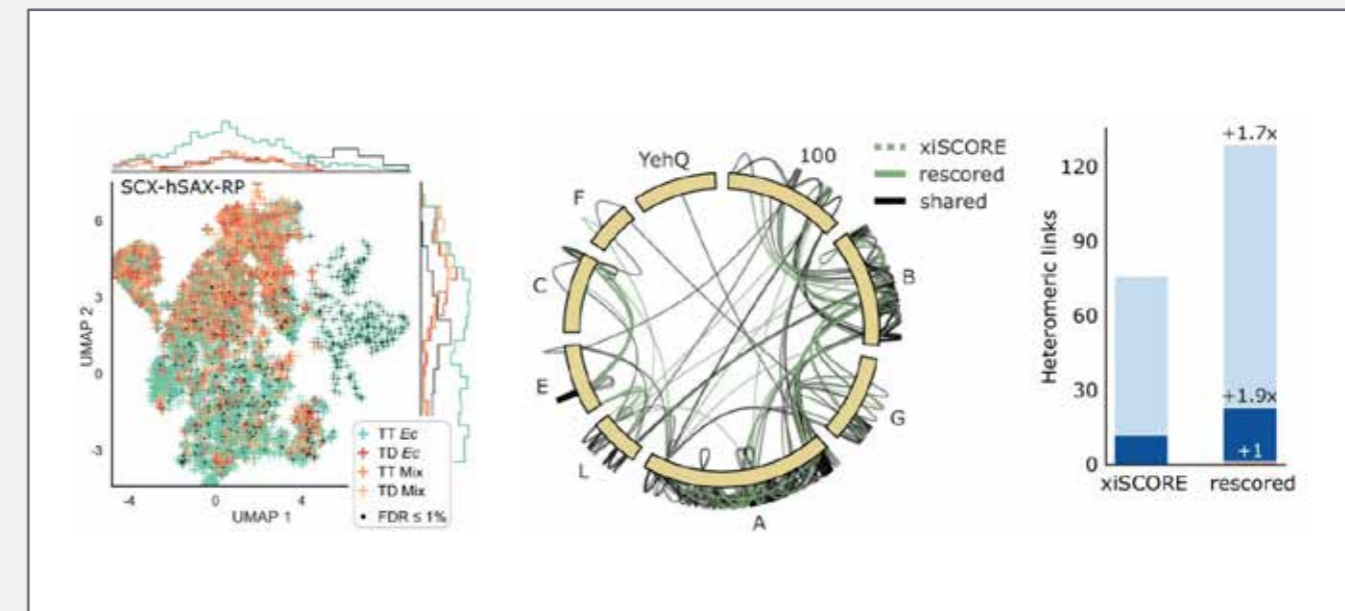 SCX-hSAX-RP
6
3
0
-3
UMAP 2
-4 0 4
UMAP 1
TT Ec
TD Ec
TT Mix
TD Mix
FDR ≤ 1%
YehQ
100
F
B
C
E
G
L
A
xiSCORE
rescored
shared
Heteromeric links
120
90
60
30
0
+1.7x
+1.9x
+1
xiSCORE rescored